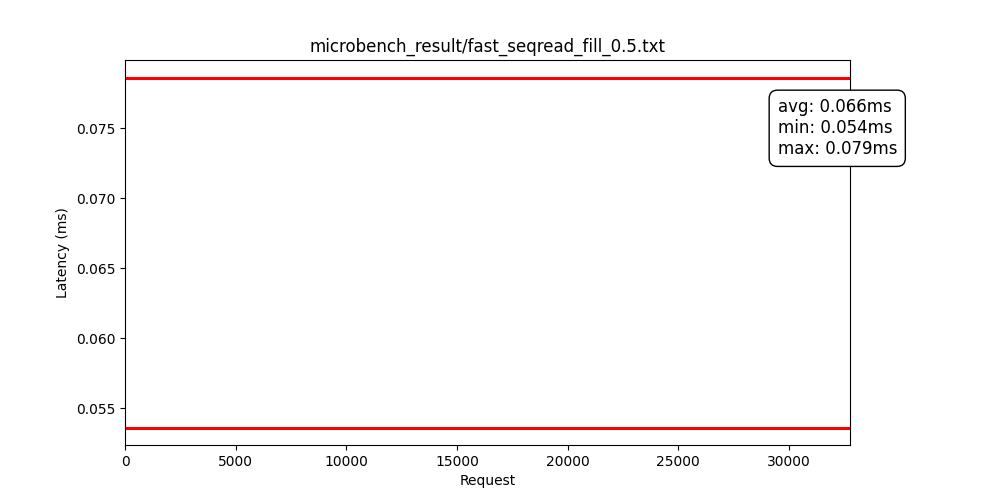 microbench_result/fast_seqread_fill_0.5.txt
avg: 0.066ms
min: 0.054ms
max: 0.079ms
0.075
0.070
0.065
0.060
0.055
Latency (ms)
0 5000 10000 15000 20000 25000 30000
Request